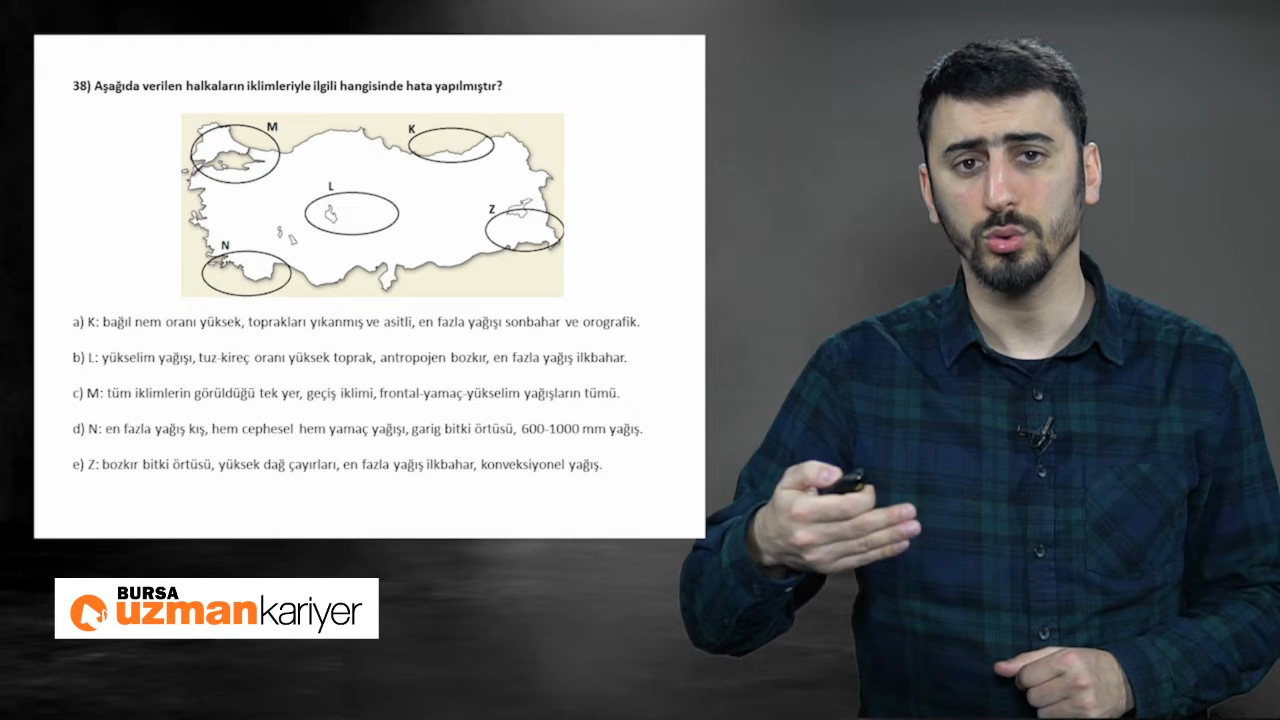 38) Aşağıda verilen halkaların iklimleriyle ilgili hangisinde hata yapılmıştır?
M
K
L
Z
N
a) K: bağıl nem oranı yüksek, toprakları yıkanmış ve asitli, en fazla yağışı sonbahar ve orografik.
b) L: yükselim yağışı, tuz-kireç oranı yüksek toprak, antropojen bozkır, en fazla yağış ilkbahar.
c) M: tüm iklimlerin görüldüğü tek yer, geçiş iklimi, frontal-yamaç-yükselim yağışların tümü.
d) N: en fazla yağış kış, hem cephesel hem yamaç yağışı, garig bitki örtüsü, 600-1000 mm yağış.
e) Z: bozkır bitki örtüsü, yüksek dağ çayırları, en fazla yağış ilkbahar, konveksiyonel yağış.
BURSA
uzmankariyer